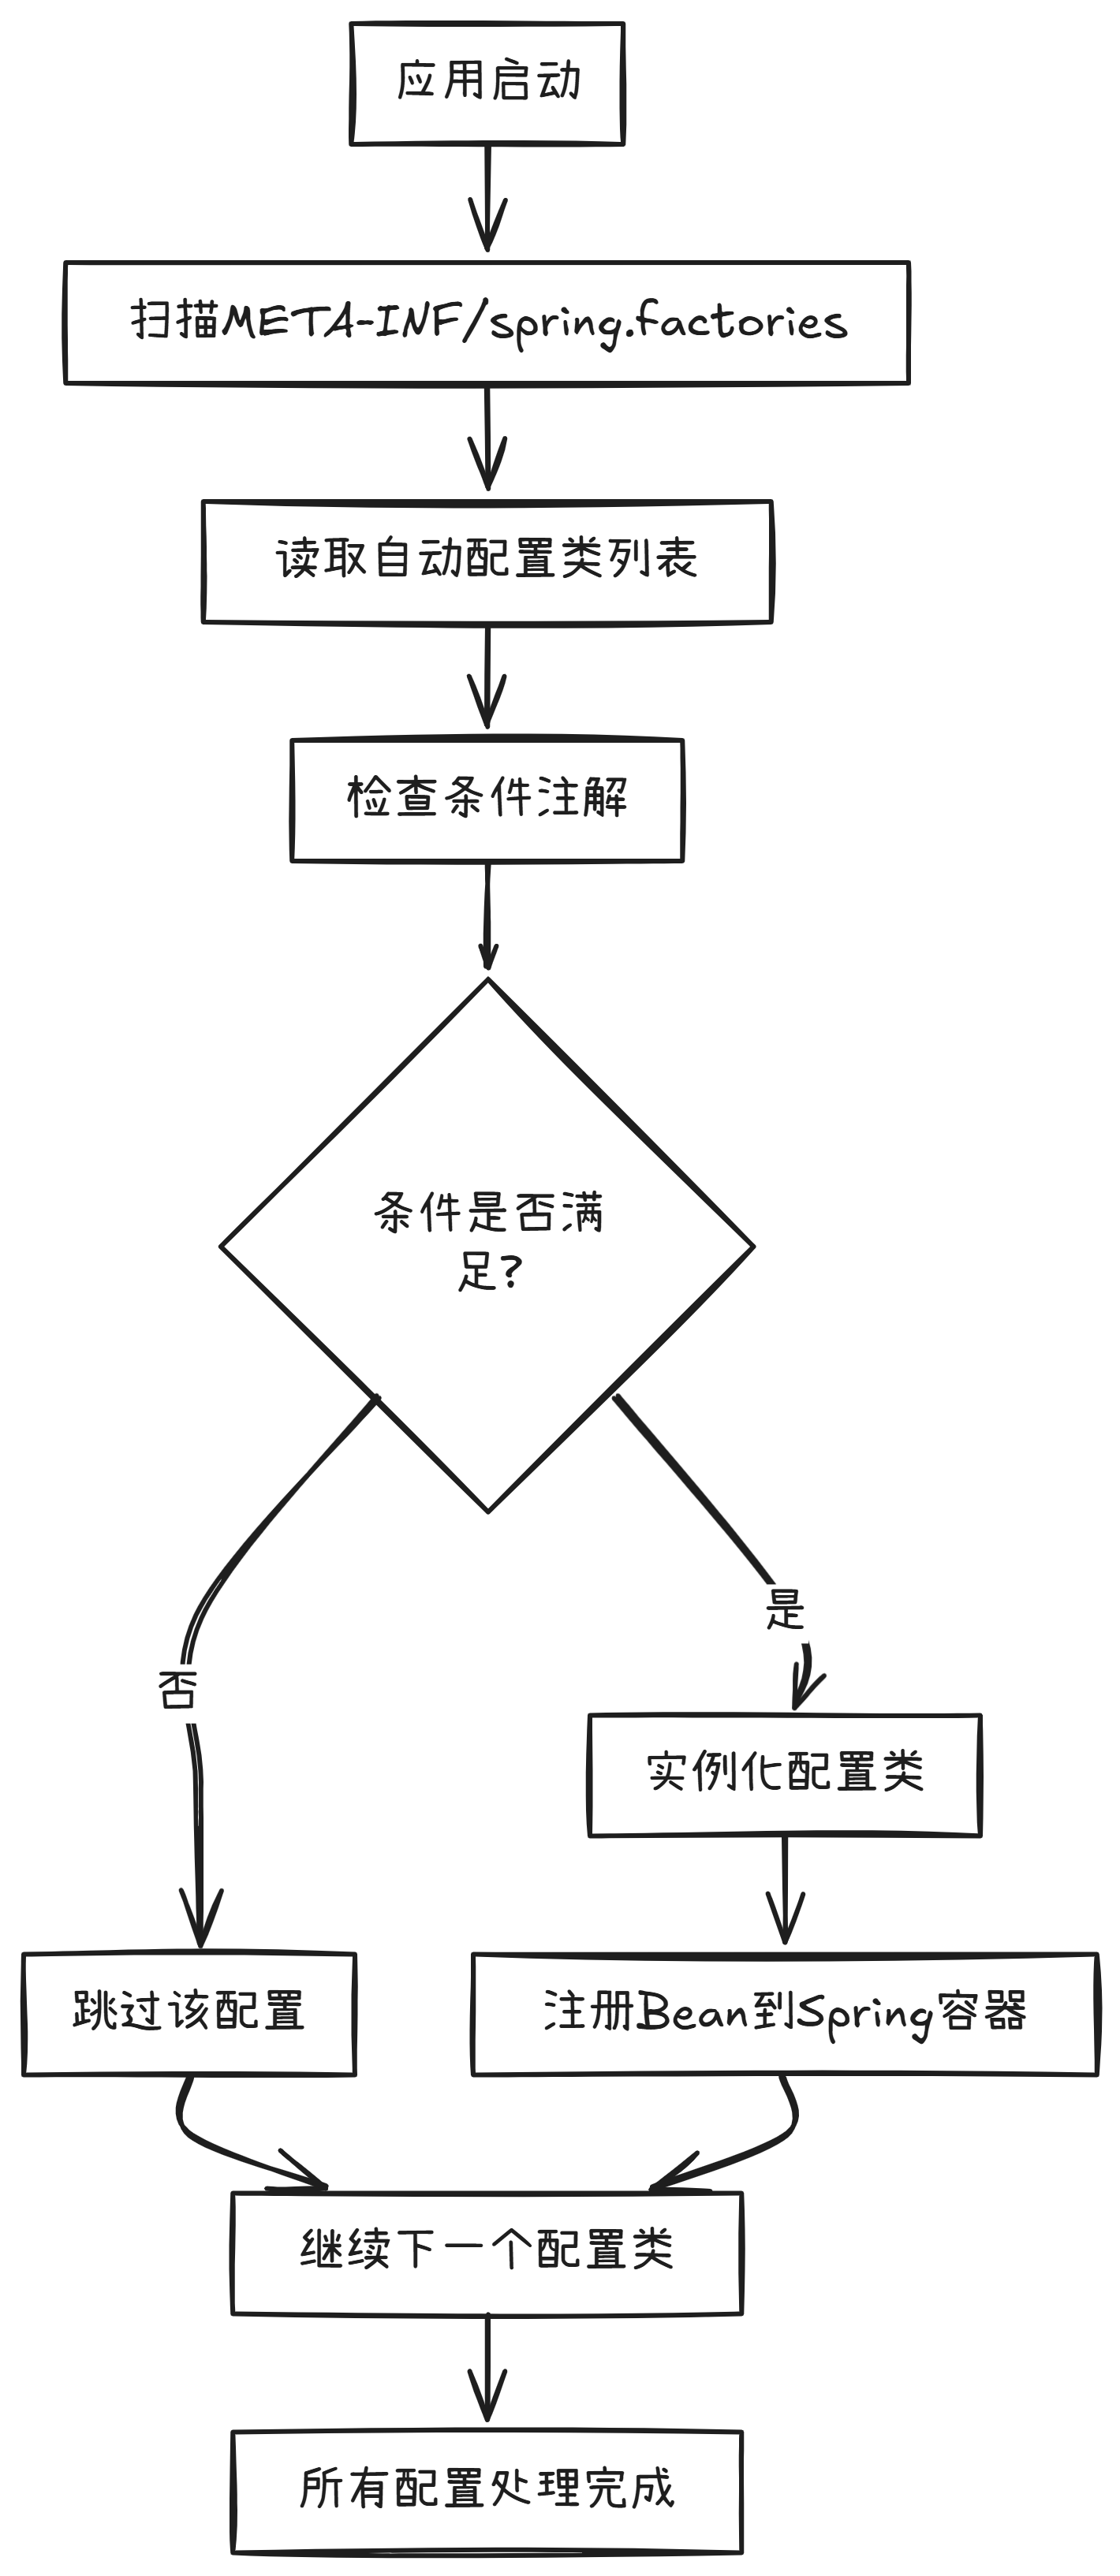 应用启动
扫描META-INF/spring.factories
读取自动配置类列表
检查条件注解
条件是否满
足?
是
否
实例化配置类
跳过该配置
注册Bean到Spring容器
继续下一个配置类
所有配置处理完成